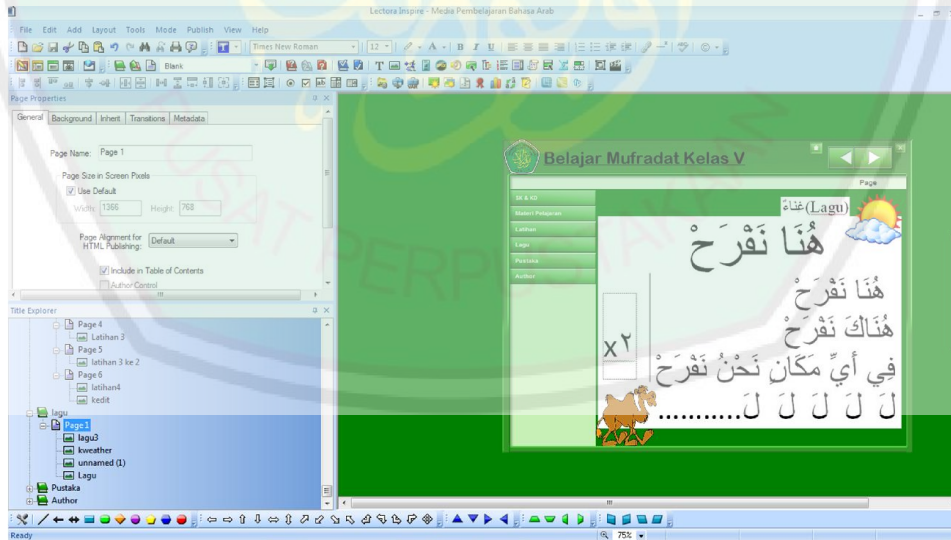 Lectora Inspire - Media Pembelajaran Bahasa Arab
File Edit Add Layout Tools Mode Publish View Help
Times New Roman 12
Blank
Page Properties
General Background Inherit Transitions Metadata
Page Name: Page 1
Page Size in Screen Pixels
Use Default
Width: 1366 Height: 768
Page Alignment for HTML Publishing: Default
Include in Table of Contents
Author Control
Title Explorer
Page 4
Latihan 3
Page 5
latihan 3 ke 2
Page 6
latihan4
kedit
lagu
Page 1
lagu3
kweather
unnamed (1)
Lagu
Pustaka
Author
Belajar Mufradat Kelas V
Page
SK & KD
Materi Pelajaran
Latihan
Lagu
Pustaka
Author
غناءً(Lagu)
هُنَا نَفْرَحْ
هُنَا نَفْرَحْ
هُنَاكَ نَفْرَحْ
فِي أَيِّ مَكَانٍ نَحْنُ نَفْرَحْ
لَ لَ لَ لَ لَ...........
x٢
PUSAT PERPUSTAKAAN
Ready
75%